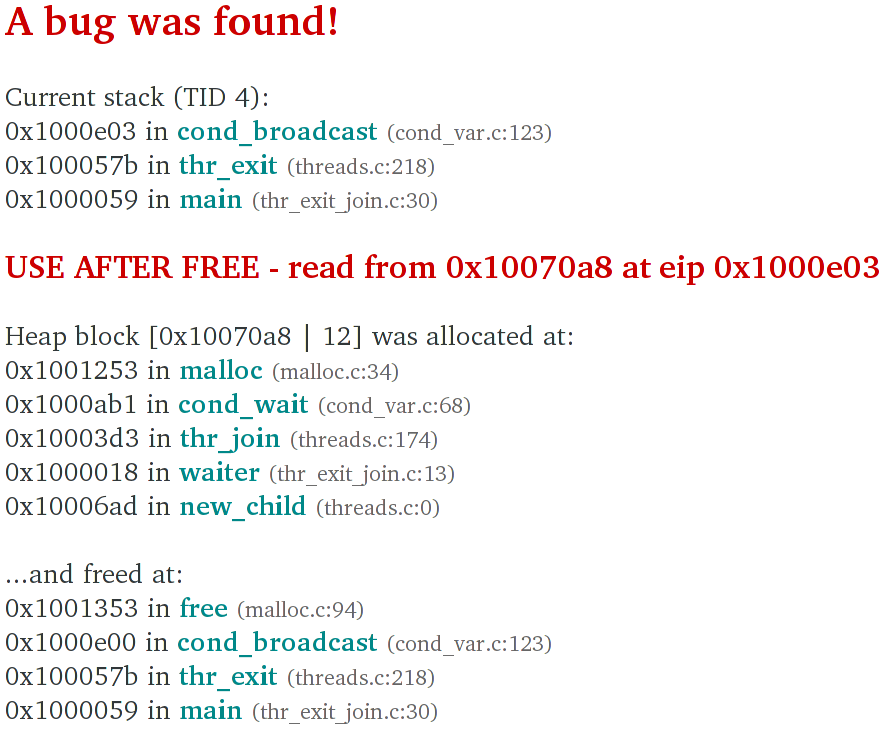 A bug was found!
Current stack (TID 4):
0x1000e03 in cond_broadcast (cond_var.c:123)
0x100057b in thr_exit (threads.c:218)
0x1000059 in main (thr_exit_join.c:30)
USE AFTER FREE - read from 0x10070a8 at eip 0x1000e03
Heap block [0x10070a8 | 12] was allocated at:
0x1001253 in malloc (malloc.c:34)
0x1000ab1 in cond_wait (cond_var.c:68)
0x10003d3 in thr_join (threads.c:174)
0x1000018 in waiter (thr_exit_join.c:13)
0x10006ad in new_child (threads.c:0)
...and freed at:
0x1001353 in free (malloc.c:94)
0x1000e00 in cond_broadcast (cond_var.c:123)
0x100057b in thr_exit (threads.c:218)
0x1000059 in main (thr_exit_join.c:30)